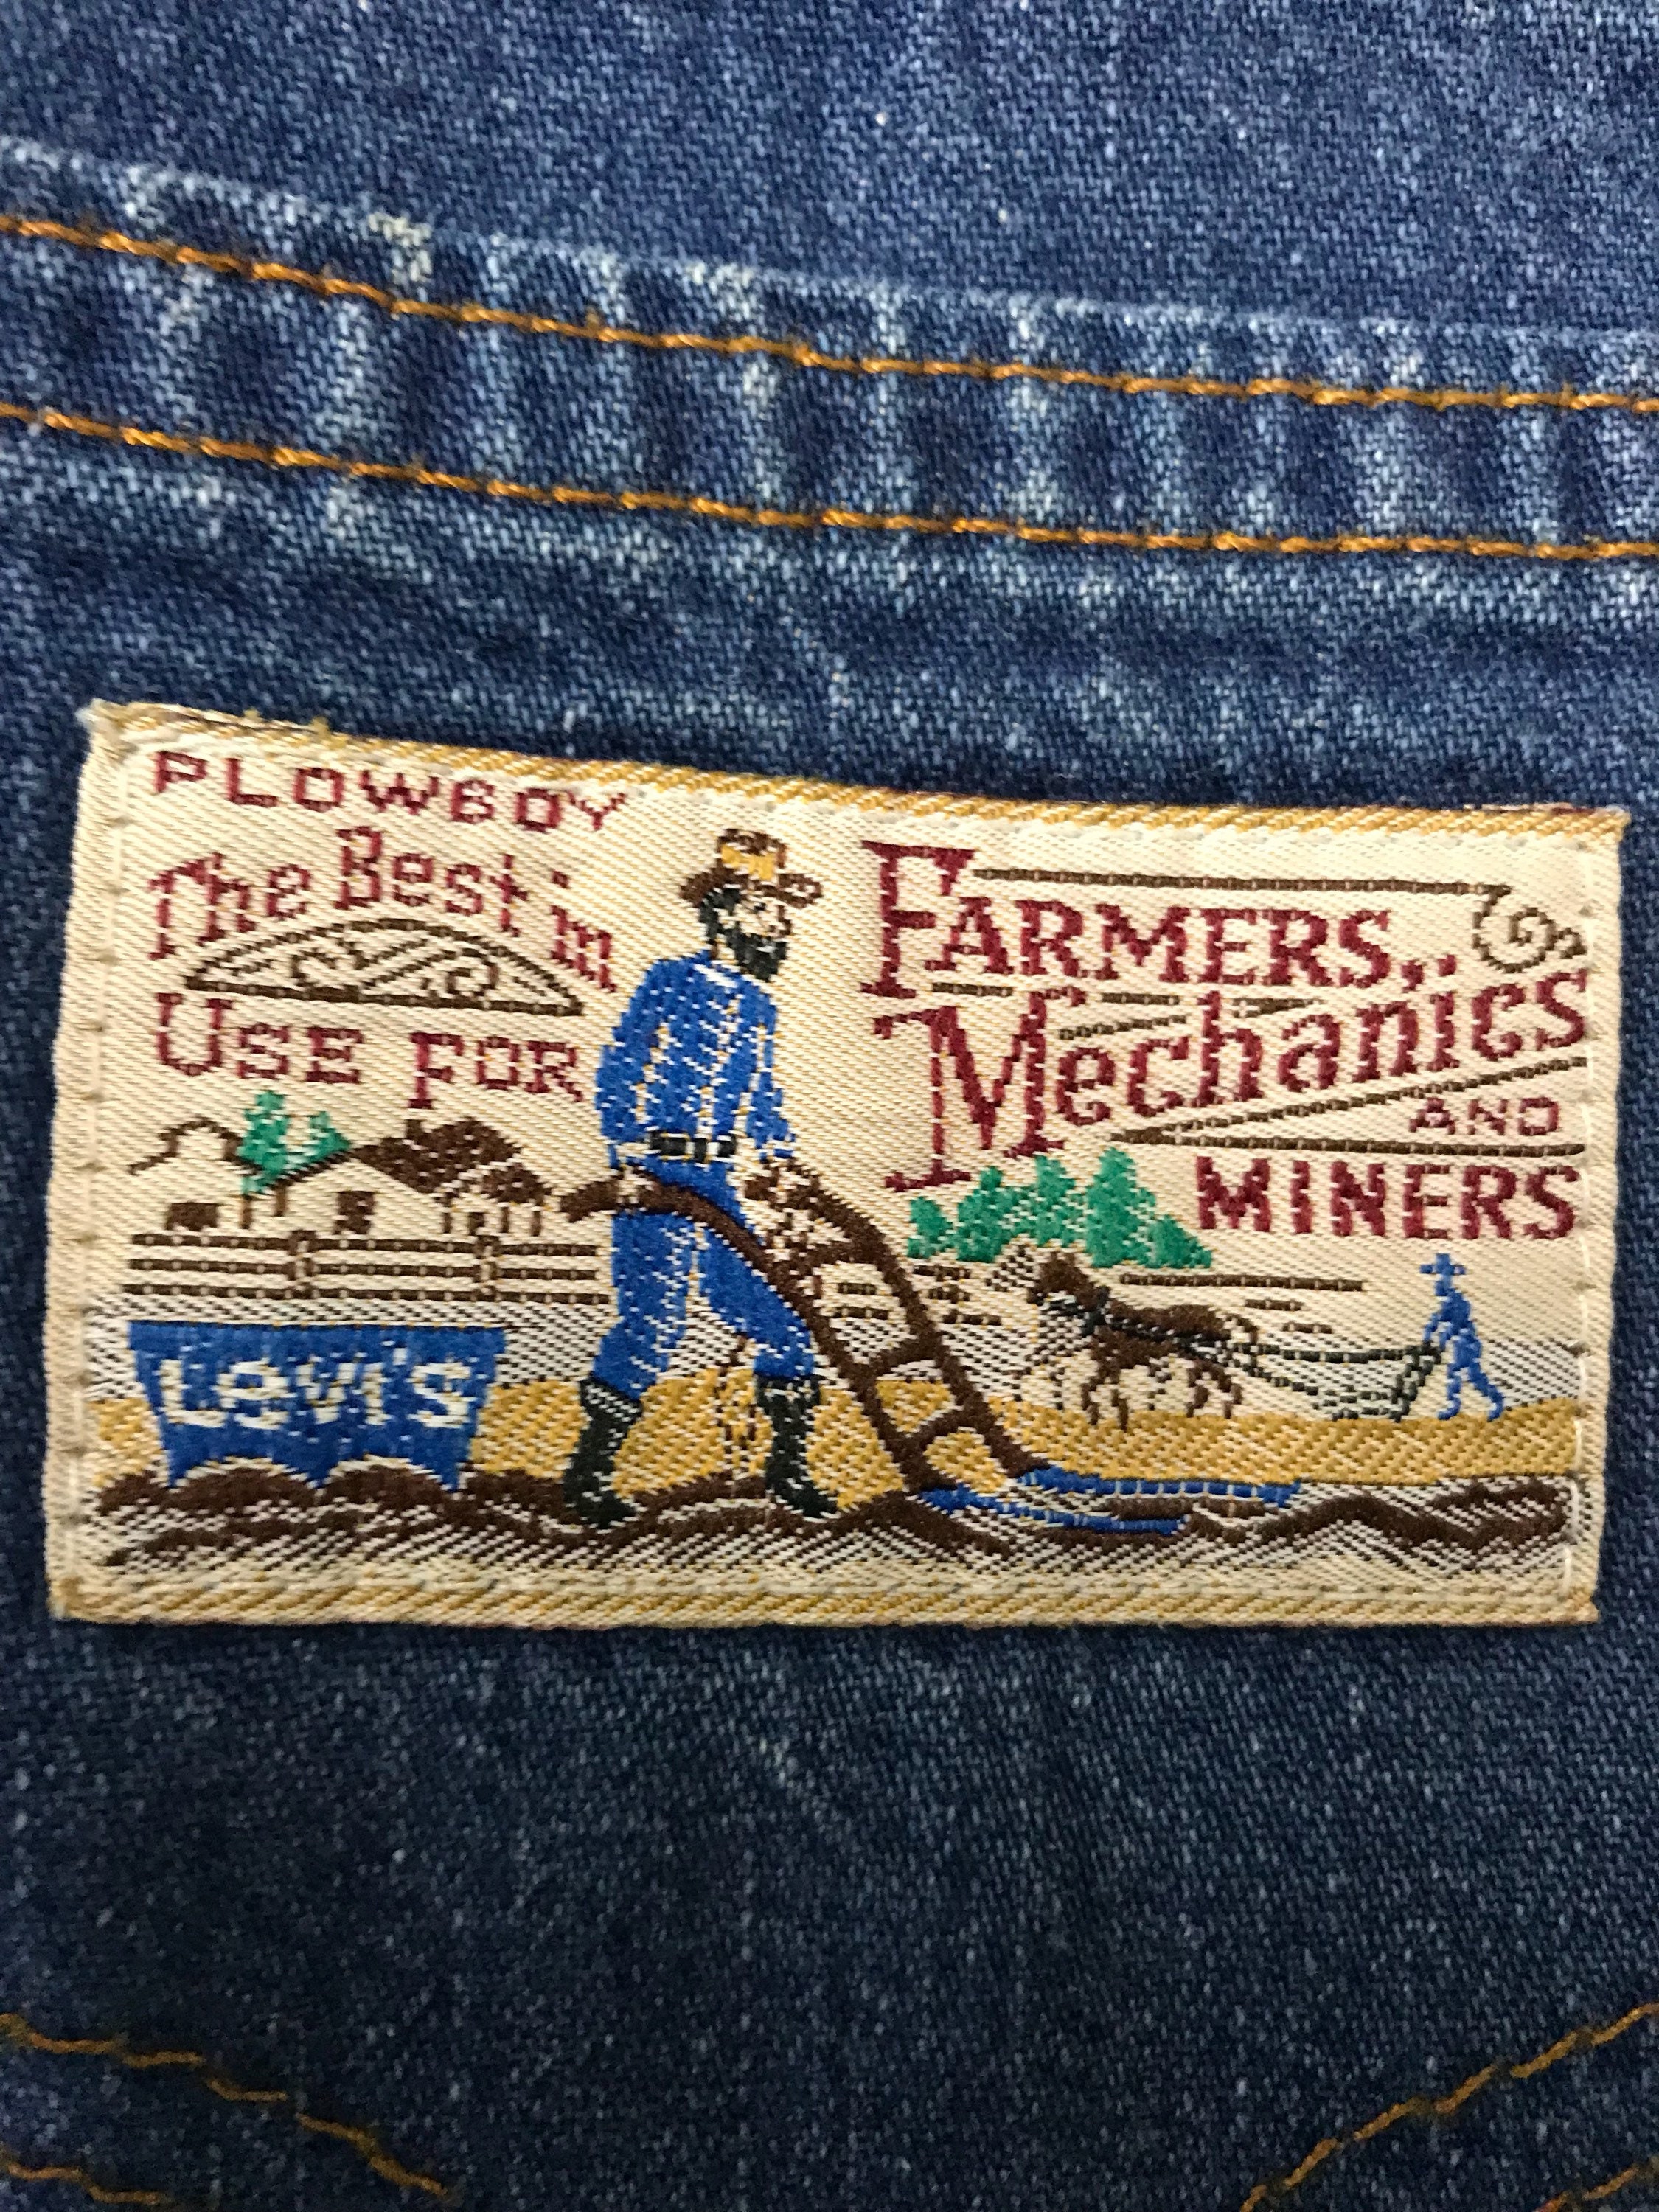 PLOWBOY
The Best in
USE FOR
FARMERS,
Mechanics
AND
MINERS
Levi's